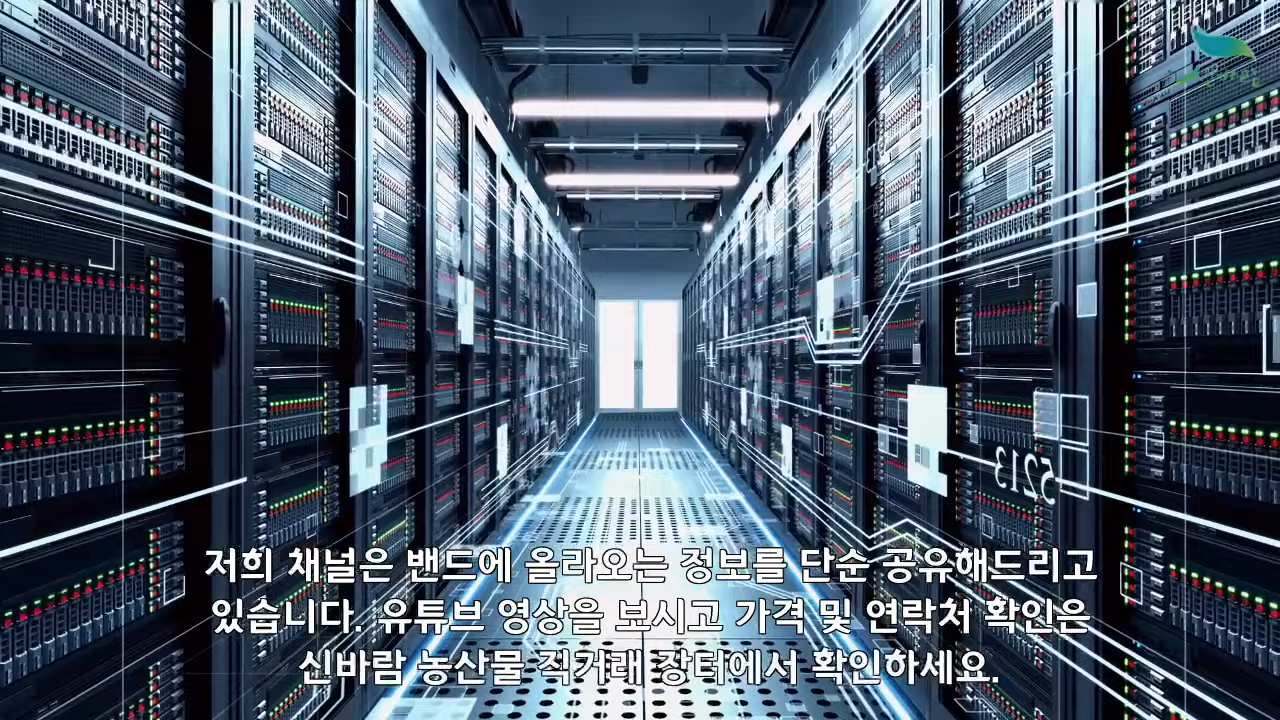 저희 채널은 밴드에 올라오는 정보를 단순 공유해드리고
있습니다. 유튜브 영상을 보시고 가격 및 연락처 확인은
신바람 농산물 직거래 장터에서 확인하세요.